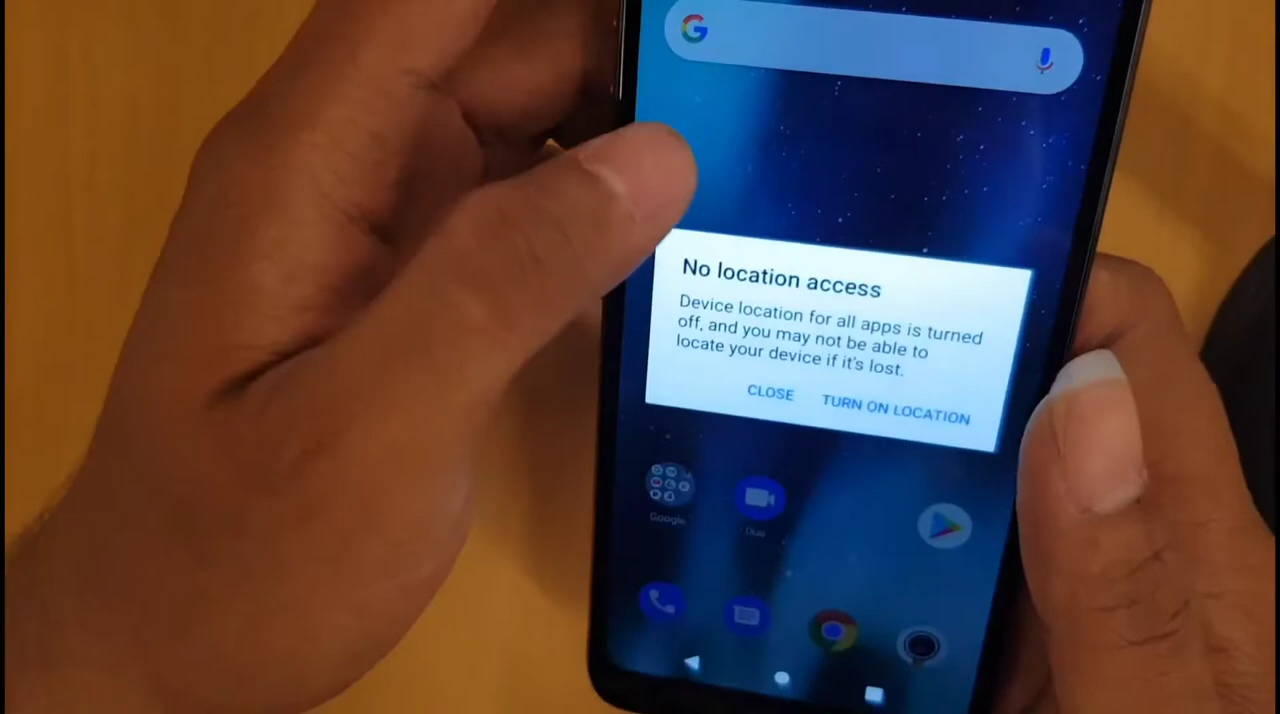 No location access
Device location for all apps is turned
off, and you may not be able to
locate your device if it's lost.
CLOSE TURN ON LOCATION
Google
Duo